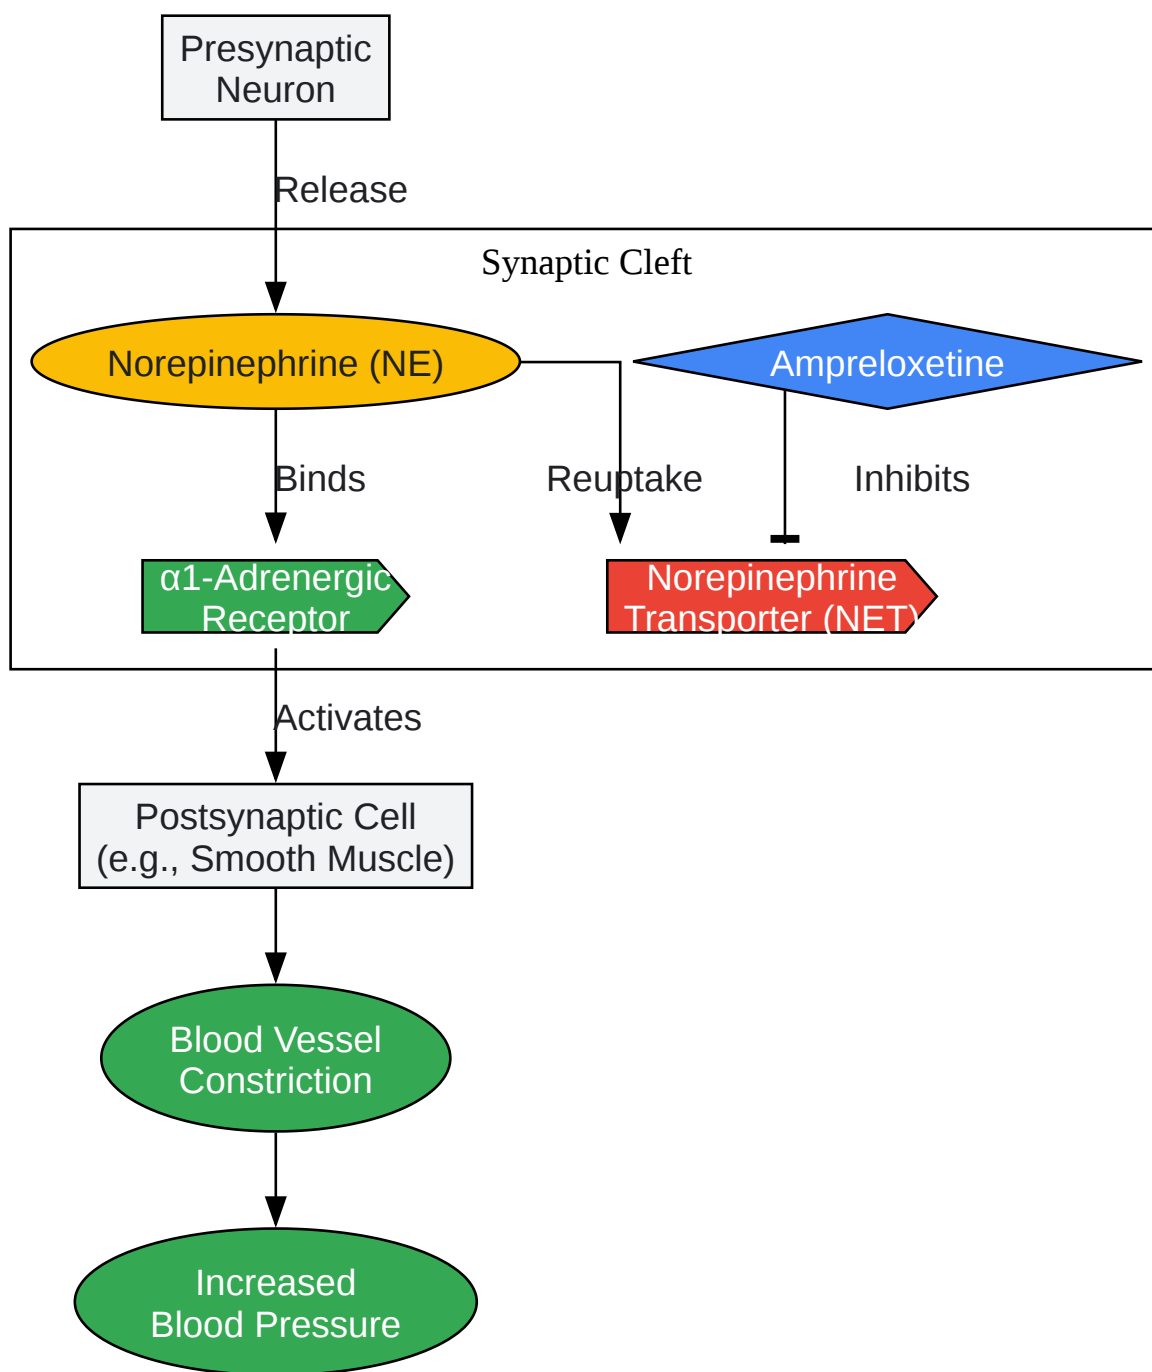 Presynaptic
Neuron
Release
Synaptic Cleft
Norepinephrine (NE)
Ampreloxetine
Binds
Reuptake
Inhibits
α1-Adrenergic
Receptor
Norepinephrine
Transporter (NET)
Activates
Postsynaptic Cell
(e.g., Smooth Muscle)
Blood Vessel
Constriction
Increased
Blood Pressure